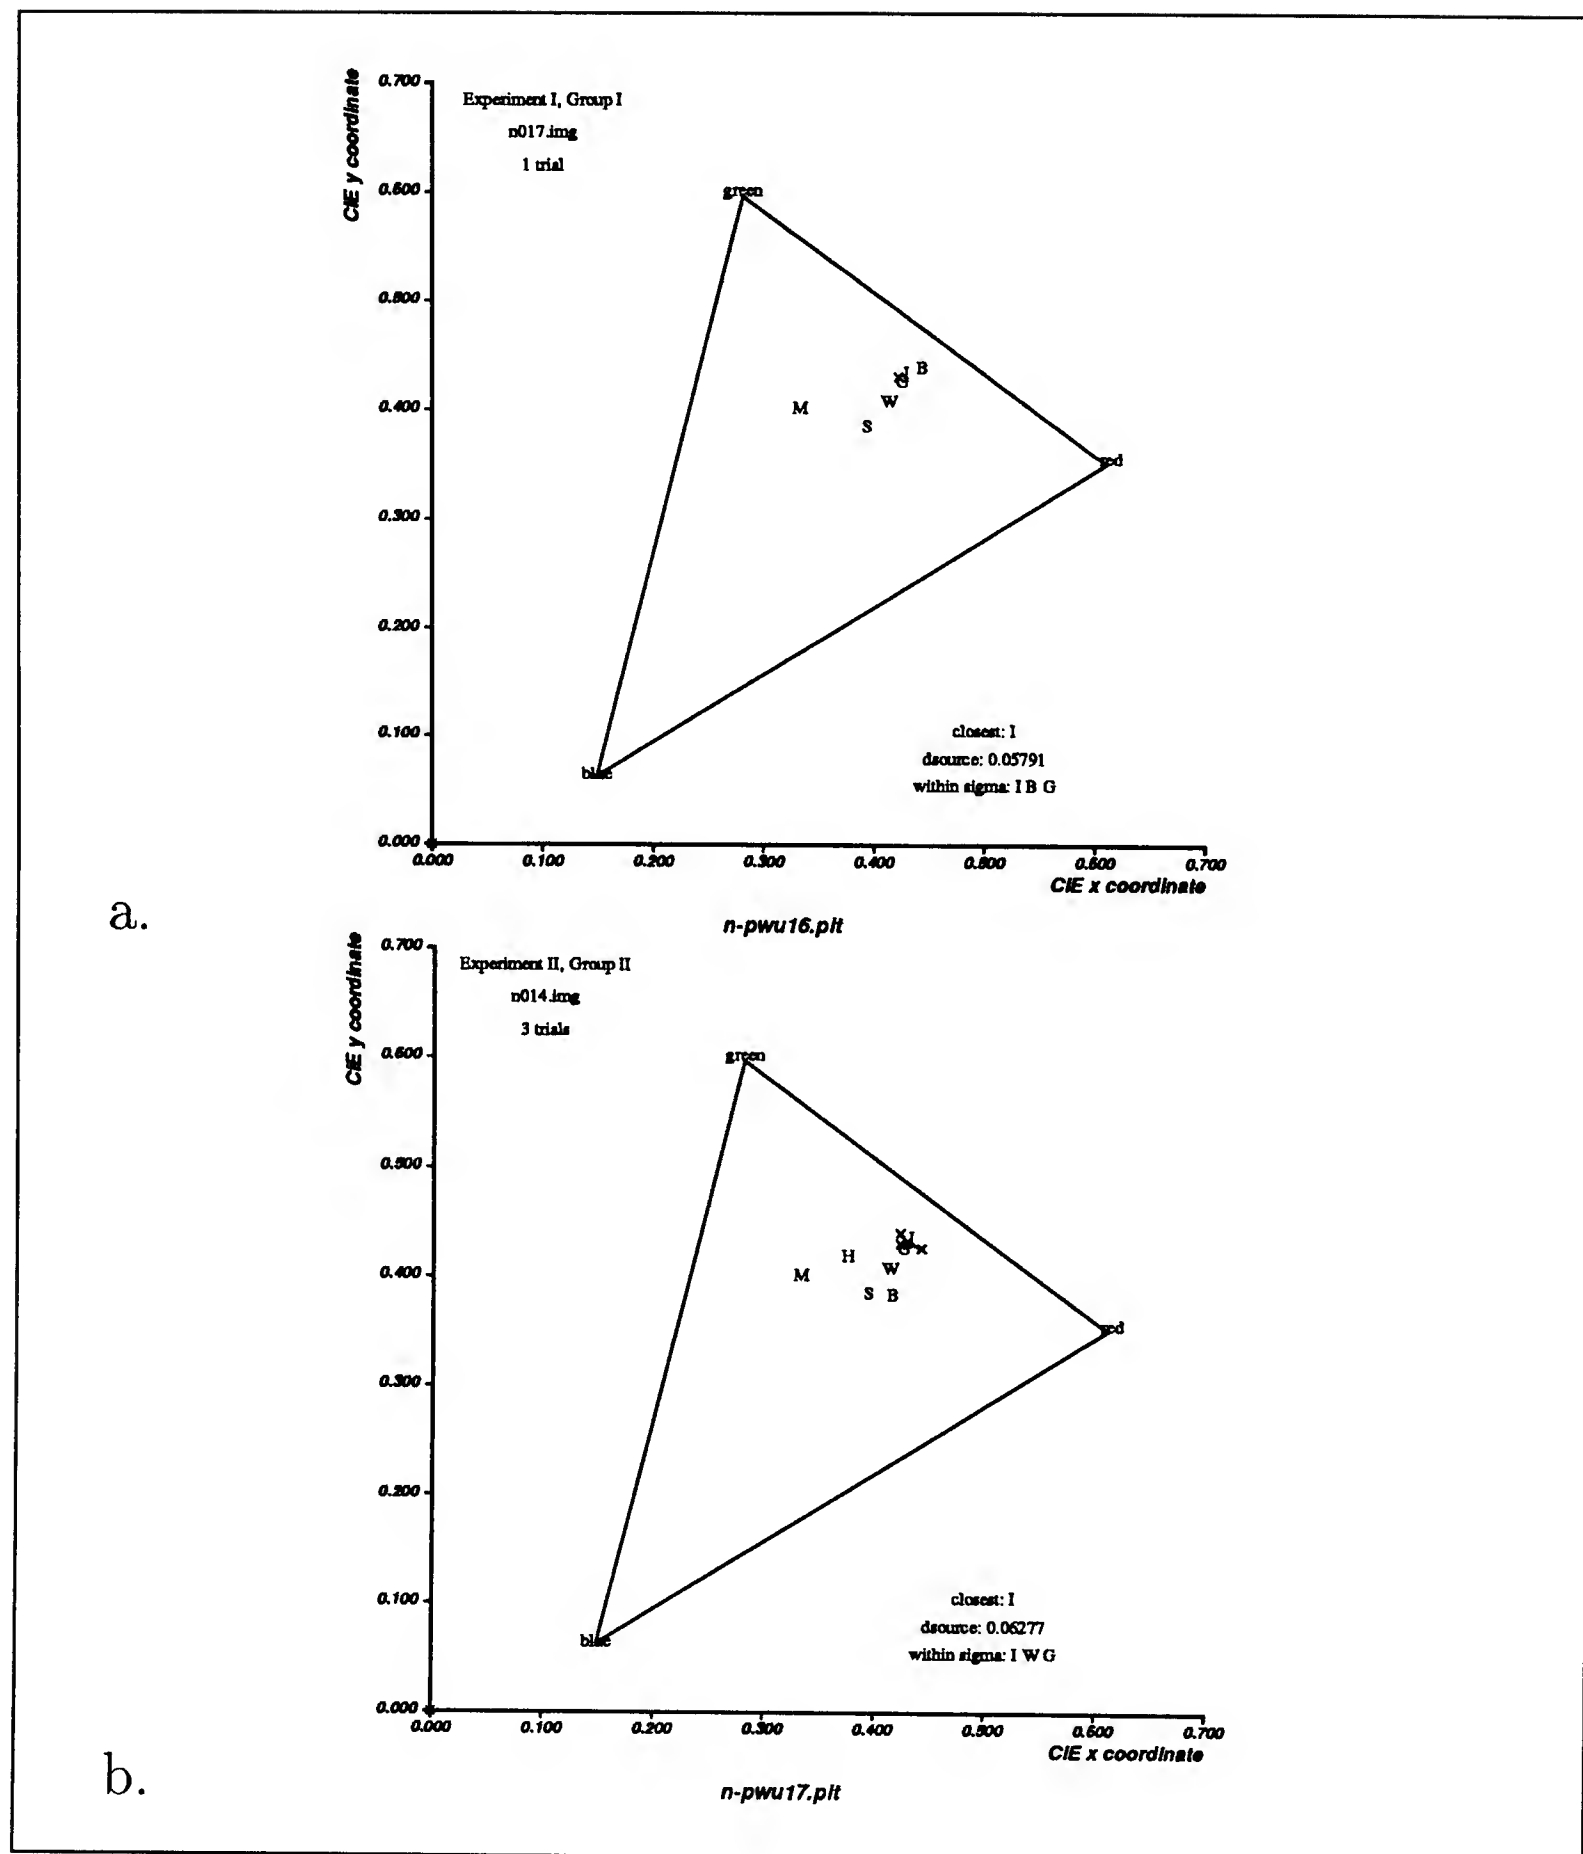 0.700
CIE y coordinate
Experiment I, Group I
n017.img
1 trial
0.600
green
0.500
B
I
×
G
0.400
M
W
S
red
0.300
0.200
0.100
closest: I
dsource: 0.05791
blue
within sigma: I B G
0.000
0.000 0.100 0.200 0.300 0.400 0.500 0.600 0.700
CIE x coordinate
a.
n-pwu16.plt
0.700
CIE y coordinate
Experiment II, Group II
n014.img
3 trials
0.600
green
0.500
×
I
G
×
H
0.400
M
W
S B
red
0.300
0.200
0.100
closest: I
dsource: 0.06277
blue
within sigma: I W G
0.000
0.000 0.100 0.200 0.300 0.400 0.500 0.600 0.700
CIE x coordinate
b.
n-pwu17.plt